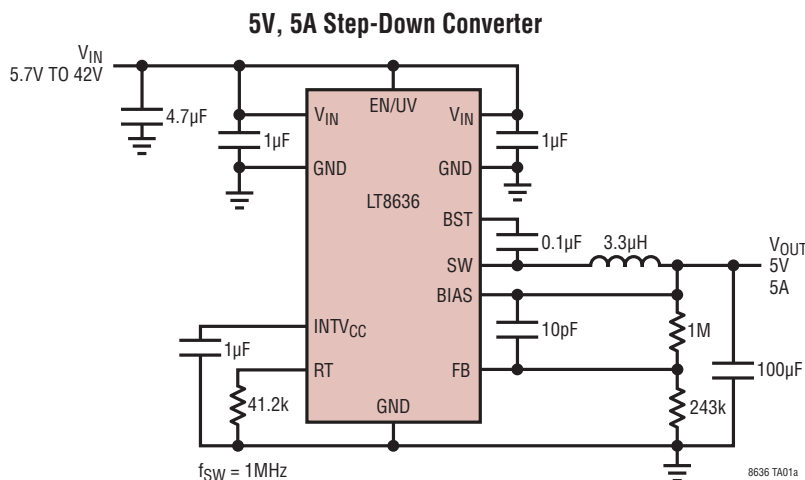 5V, 5A Step-Down Converter
VIN
5.7V TO 42V
4.7µF
1µF
VIN
EN/UV
VIN
1µF
GND
GND
LT8636
BST
0.1µF
3.3µH
SW
VOUT
5V
5A
BIAS
10pF
1M
INTVCC
1µF
RT
FB
100µF
41.2k
GND
243k
fSW = 1MHz
8636 TA01a